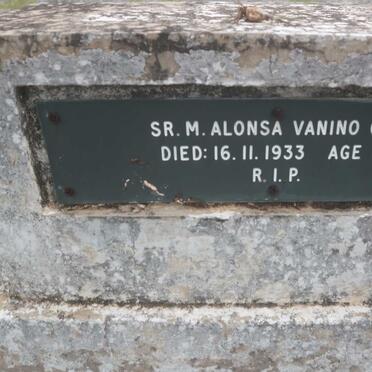 SR. M. ALONSA VANINO
DIED: 16. 11. 1933 AGE
R. I. P.